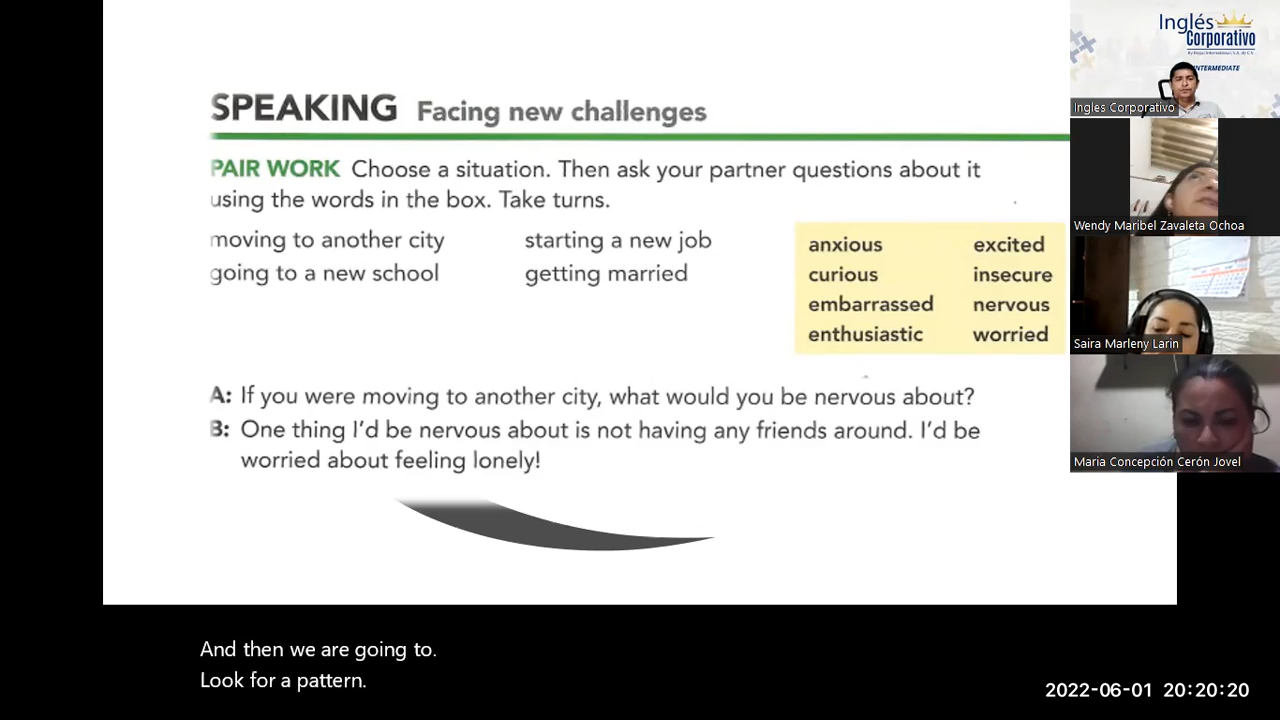 SPEAKING Facing new challenges
PAIR WORK Choose a situation. Then ask your partner questions about it
using the words in the box. Take turns.
moving to another city starting a new job
going to a new school getting married
anxious excited
curious insecure
embarrassed nervous
enthusiastic worried
A: If you were moving to another city, what would you be nervous about?
B: One thing I'd be nervous about is not having any friends around. I'd be
worried about feeling lonely!
And then we are going to.
Look for a pattern.
Inglés
Corporativo
INTERMEDIATE
Ingles Corporativo
Wendy Maribel Zavaleta Ochoa
Saira Marleny Larin
Maria Concepción Cerón Jovel
2022-06-01 20:20:20